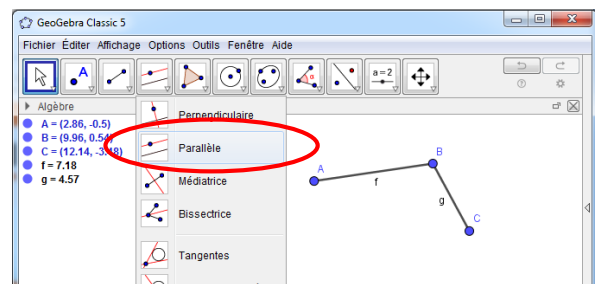 GeoGebra Classic 5
Fichier Éditer Affichage Options Outils Fenêtre Aide
A
α
a=2
Algèbre
A = (2.86, -0.5)
B = (9.96, 0.54)
C = (12.14, -3.48)
f = 7.18
g = 4.57
Perpendiculaire
Parallèle
Médiatrice
Bissectrice
Tangentes
A
f
B
g
C